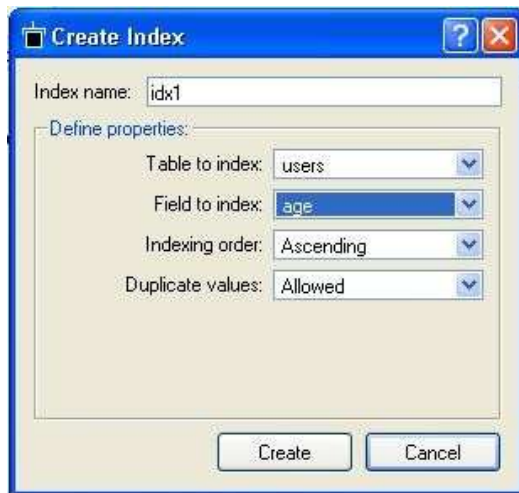 Create Index
Index name: idx1
Define properties:
Table to index: users
Field to index: age
Indexing order: Ascending
Duplicate values: Allowed
Create Cancel